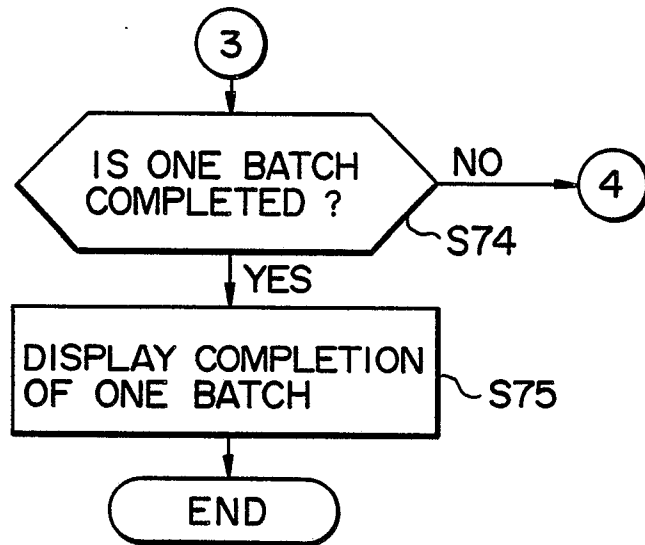 3
IS ONE BATCH
COMPLETED ?
NO
4
S74
YES
DISPLAY COMPLETION
OF ONE BATCH
S75
END